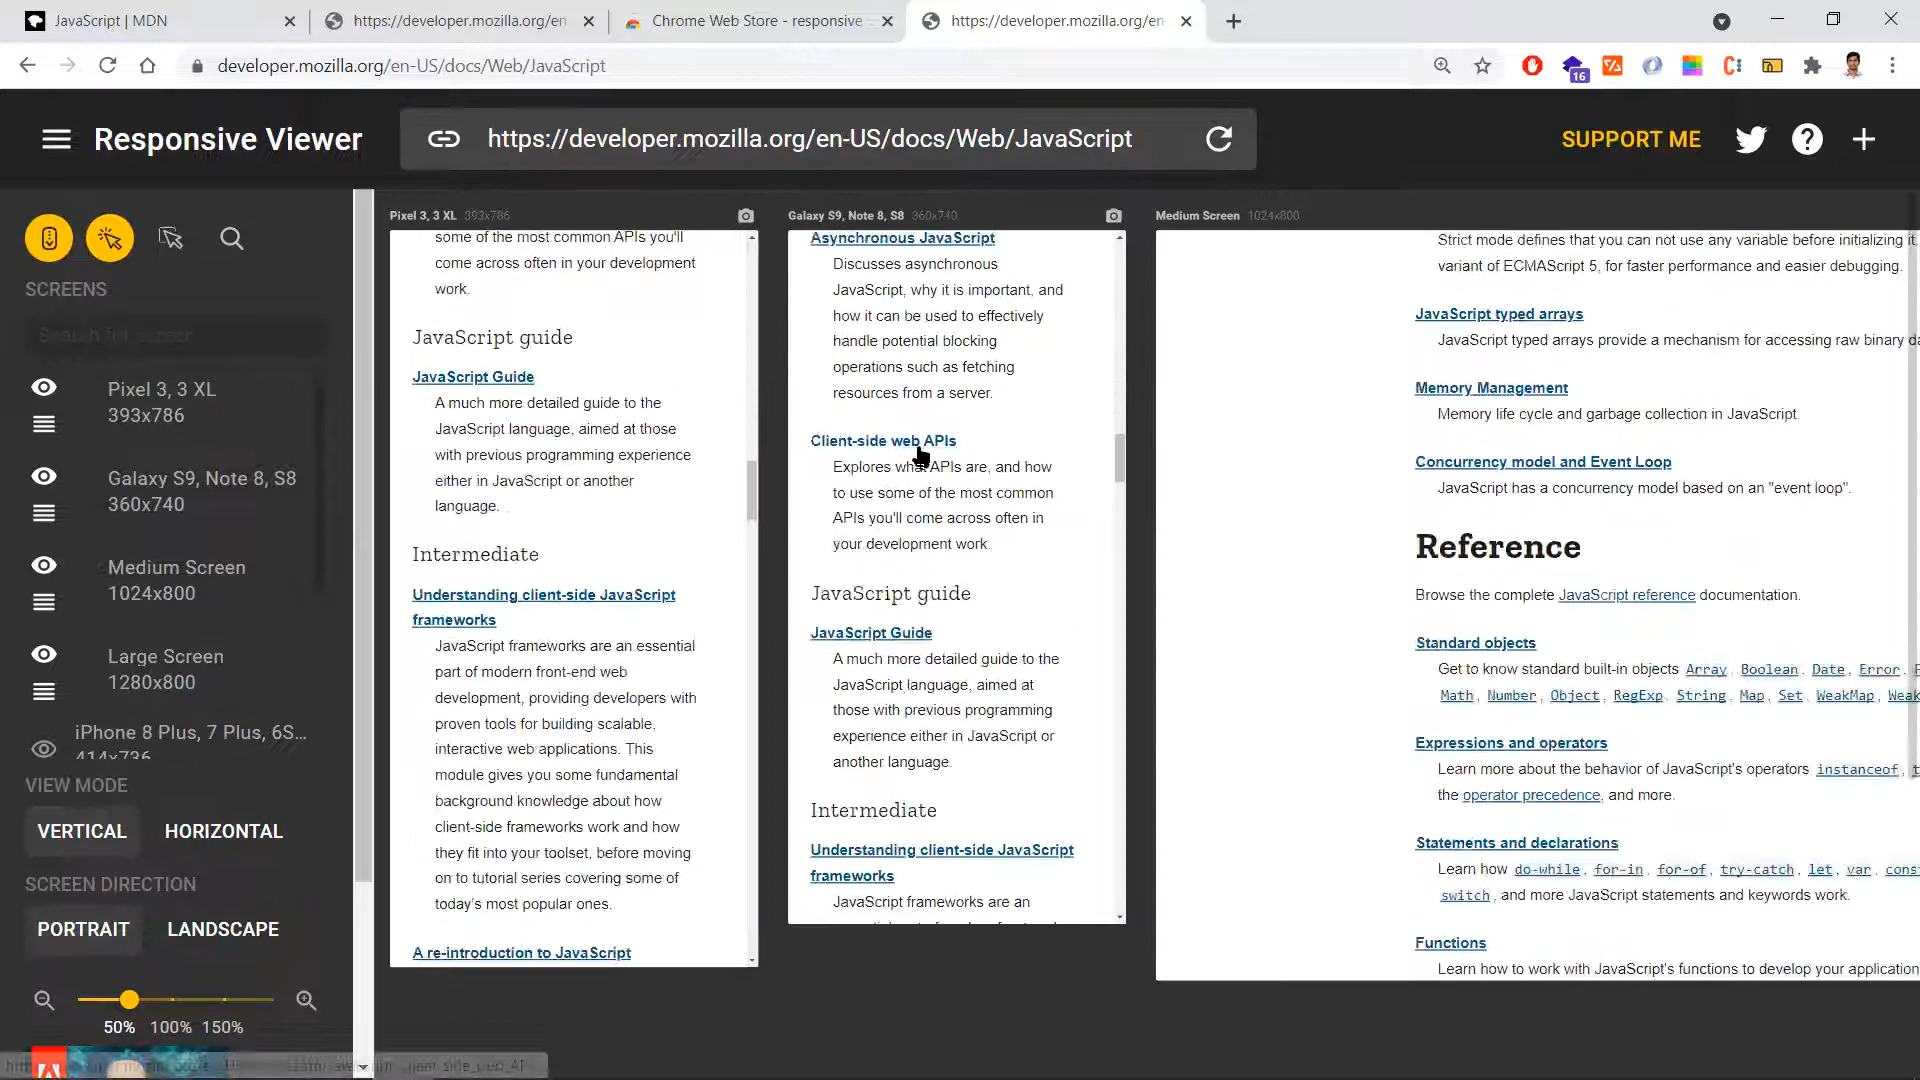 JavaScript | MDN
https://developer.mozilla.org/en
Chrome Web Store - responsive
https://developer.mozilla.org/en-
developer.mozilla.org/en-US/docs/Web/JavaScript
16
Responsive Viewer
https://developer.mozilla.org/en-US/docs/Web/JavaScript
SUPPORT ME
SCREENS
Search for screen
Pixel 3, 3 XL
393x786
Galaxy S9, Note 8, S8
360x740
Medium Screen
1024x800
Large Screen
1280x800
iPhone 8 Plus, 7 Plus, 6S...
414x736
VIEW MODE
VERTICAL HORIZONTAL
SCREEN DIRECTION
PORTRAIT LANDSCAPE
50% 100% 150%
Pixel 3, 3 XL 393x786
some of the most common APIs you'll
come across often in your development
work.
JavaScript guide
JavaScript Guide
A much more detailed guide to the
JavaScript language, aimed at those
with previous programming experience
either in JavaScript or another
language.
Intermediate
Understanding client-side JavaScript
frameworks
JavaScript frameworks are an essential
part of modern front-end web
development, providing developers with
proven tools for building scalable,
interactive web applications. This
module gives you some fundamental
background knowledge about how
client-side frameworks work and how
they fit into your toolset, before moving
on to tutorial series covering some of
today's most popular ones.
A re-introduction to JavaScript
Galaxy S9, Note 8, S8 360x740
Asynchronous JavaScript
Discusses asynchronous
JavaScript, why it is important, and
how it can be used to effectively
handle potential blocking
operations such as fetching
resources from a server.
Client-side web APIs
Explores what APIs are, and how
to use some of the most common
APIs you'll come across often in
your development work.
JavaScript guide
JavaScript Guide
A much more detailed guide to the
JavaScript language, aimed at
those with previous programming
experience either in JavaScript or
another language.
Intermediate
Understanding client-side JavaScript
frameworks
JavaScript frameworks are an
Medium Screen 1024x800
Strict mode defines that you can not use any variable before initializing it.
variant of ECMAScript 5, for faster performance and easier debugging.
JavaScript typed arrays
JavaScript typed arrays provide a mechanism for accessing raw binary da
Memory Management
Memory life cycle and garbage collection in JavaScript.
Concurrency model and Event Loop
JavaScript has a concurrency model based on an "event loop".
Reference
Browse the complete JavaScript reference documentation.
Standard objects
Get to know standard built-in objects Array, Boolean, Date, Error, F
Math, Number, Object, RegExp, String, Map, Set, WeakMap, Weak
Expressions and operators
Learn more about the behavior of JavaScript's operators instanceof, t
the operator precedence, and more.
Statements and declarations
Learn how do-while, for-in, for-of, try-catch, let, var, cons
switch, and more JavaScript statements and keywords work.
Functions
Learn how to work with JavaScript's functions to develop your application